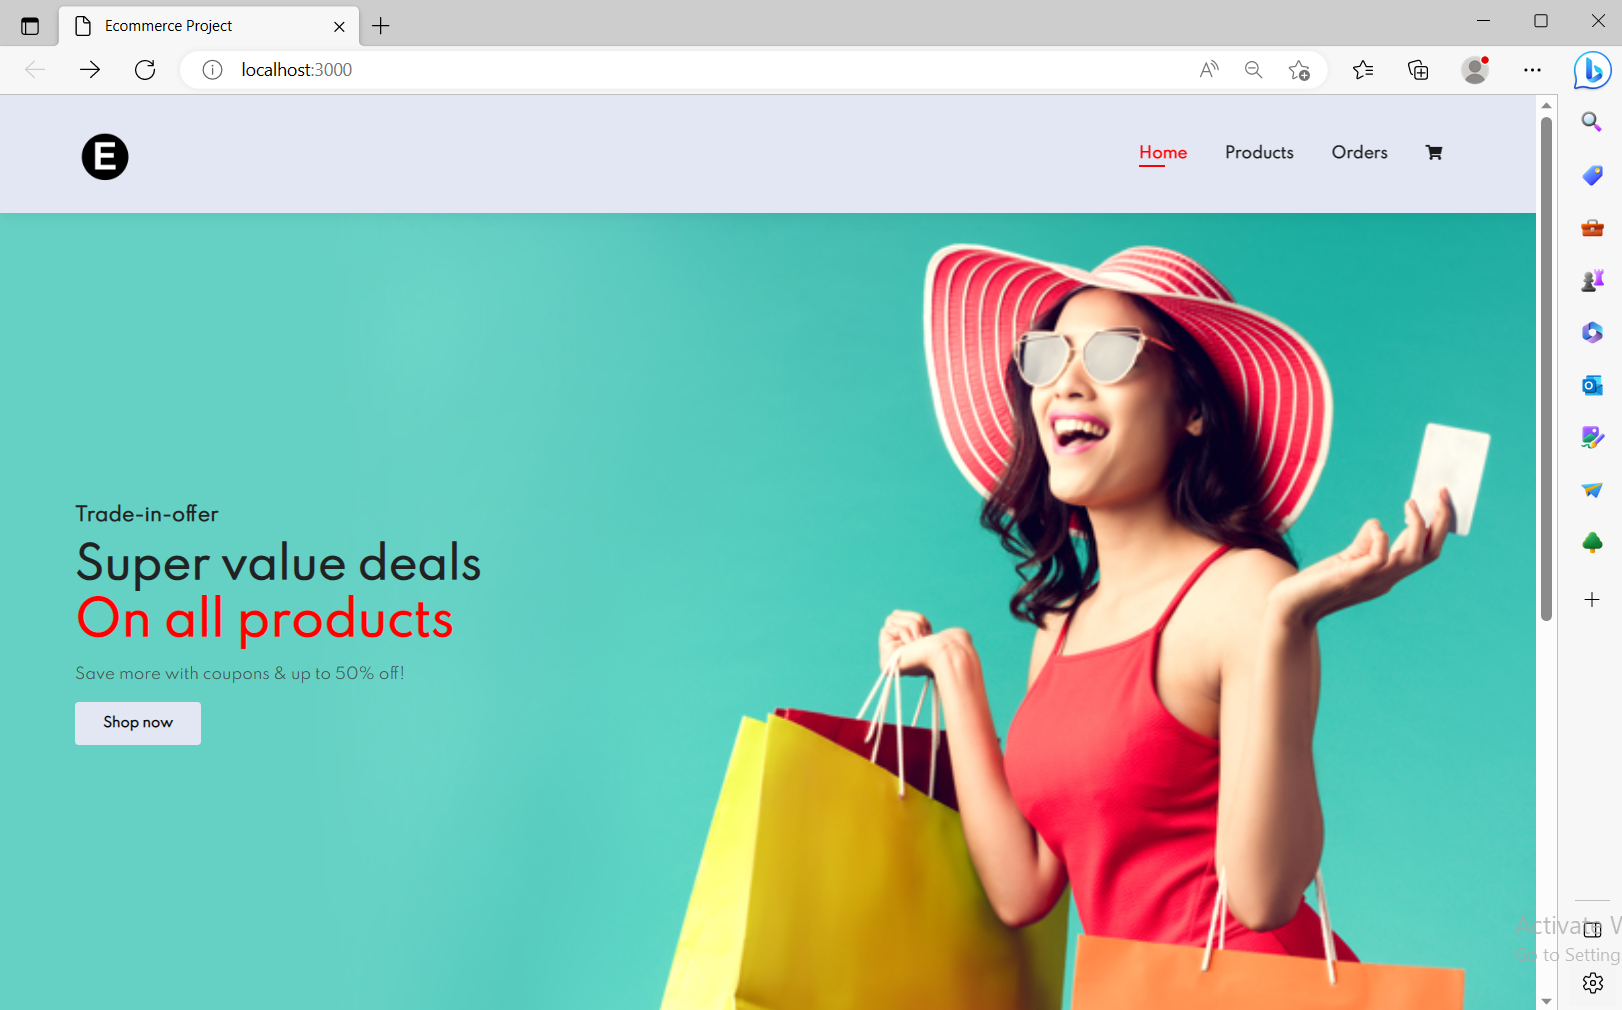 Ecommerce Project
localhost:3000
E
Home Products Orders
Trade-in-offer
Super value deals
On all products
Save more with coupons & up to 50% off!
Shop now
Activate W
Go to Setting